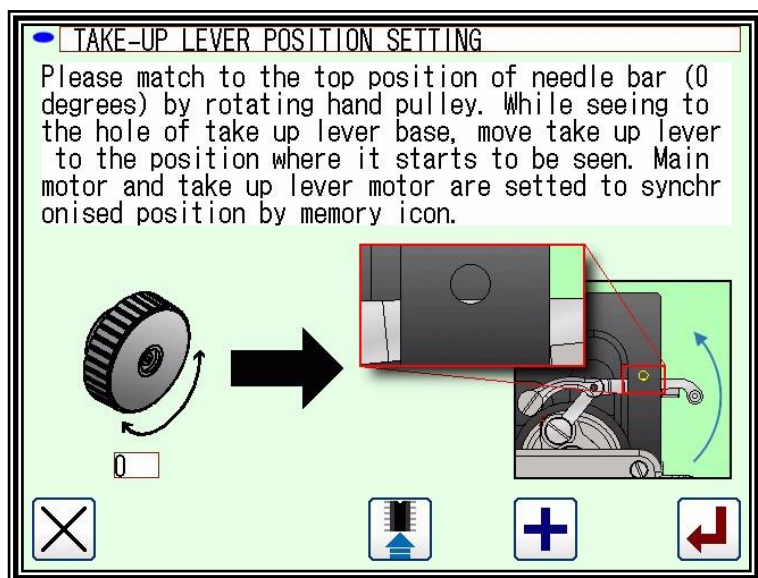 TAKE-UP LEVER POSITION SETTING
Please match to the top position of needle bar (0
degrees) by rotating hand pulley. While seeing to
the hole of take up lever base, move take up lever
to the position where it starts to be seen. Main
motor and take up lever motor are setted to synchr
onised position by memory icon.
0